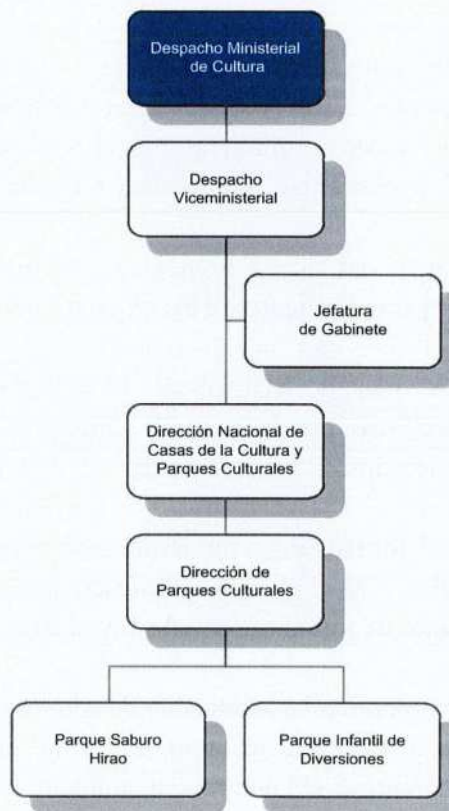 Despacho Ministerial
de Cultura
Despacho
Viceministerial
Jefatura
de Gabinete
Dirección Nacional de
Casas de la Cultura y
Parques Culturales
Dirección de
Parques Culturales
Parque Saburo
Hirao
Parque Infantil de
Diversiones